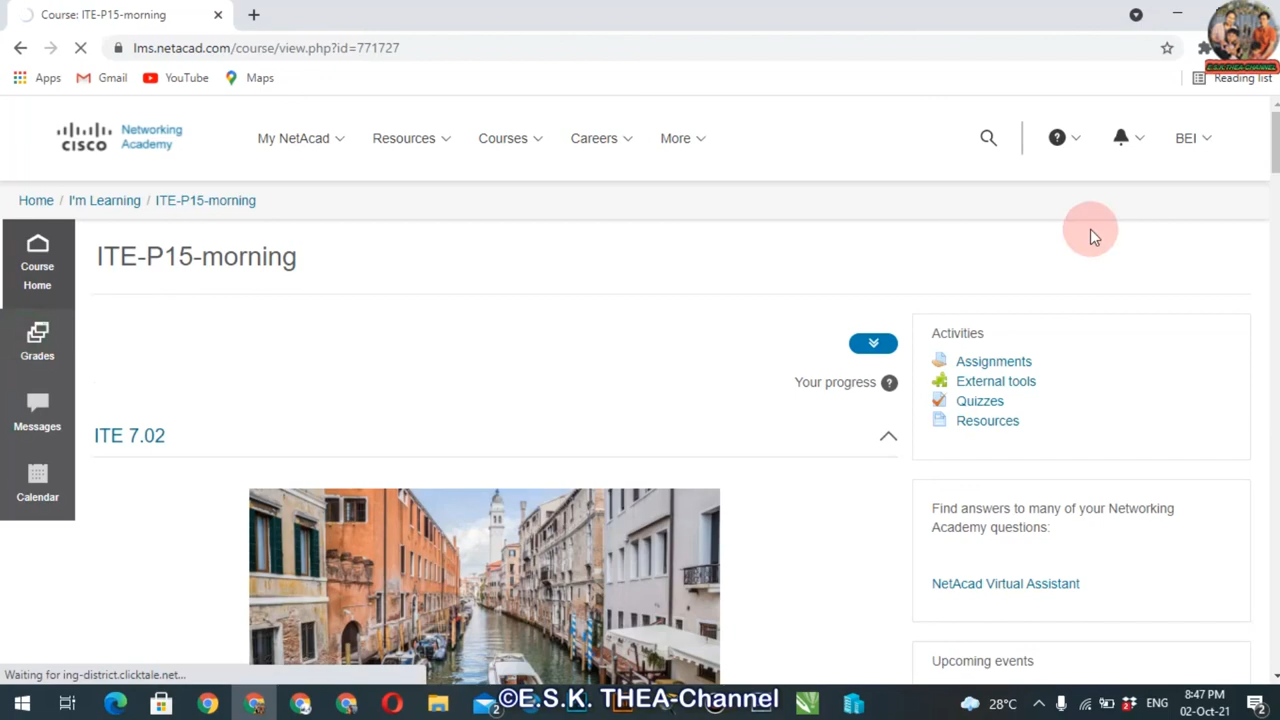 Course: ITE-P15-morning
lms.netacad.com/course/view.php?id=771727
Apps
Gmail
YouTube
Maps
E.S.K THEA-CHANNEL
Reading list
cisco
Networking
Academy
My NetAcad
Resources
Courses
Careers
More
BEI
Home / I'm Learning / ITE-P15-morning
Course
Home
Grades
Messages
Calendar
ITE-P15-morning
Your progress
ITE 7.02
Activities
Assignments
External tools
Quizzes
Resources
Find answers to many of your Networking
Academy questions:
NetAcad Virtual Assistant
Upcoming events
Waiting for ing-district.clicktale.net...
2
©E.S.K. THEA-Channel
28°C
ENG
8:47 PM
02-Oct-21
2